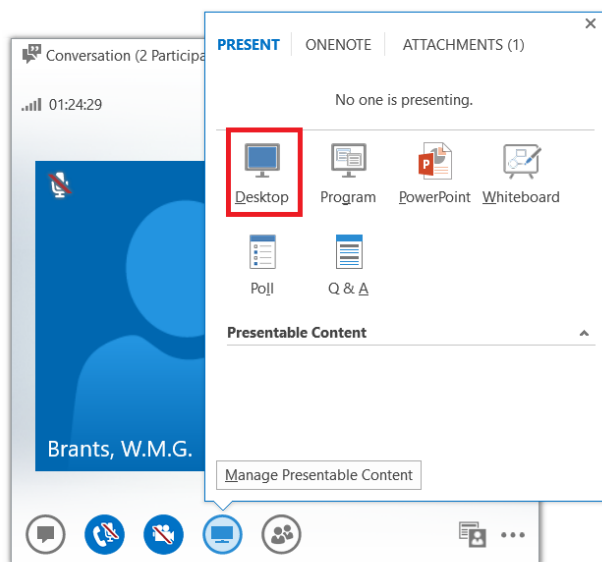 PRESENT ONENOTE ATTACHMENTS (1)
Conversation (2 Participa
01:24:29
No one is presenting.
Desktop Program PowerPoint Whiteboard
Poll Q & A
Presentable Content
Brants, W.M.G.
Manage Presentable Content